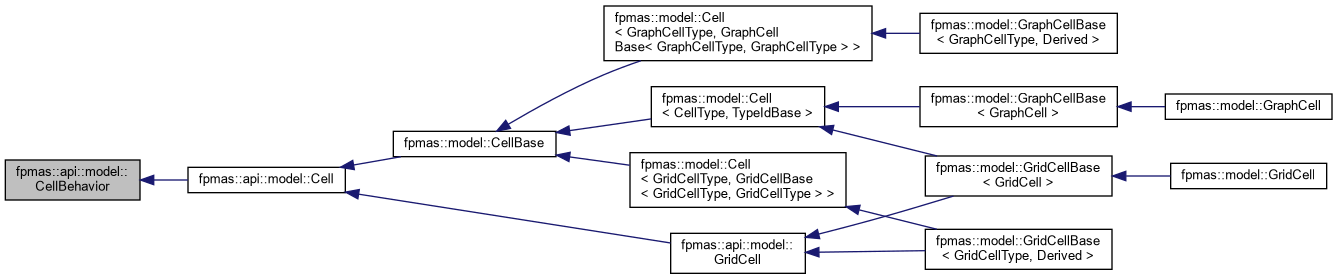 fpmas::api::model::
CellBehavior
fpmas::api::model::Cell
fpmas::model::CellBase
fpmas::api::model::
GridCell
fpmas::model::Cell
< GraphCellType, GraphCell
Base< GraphCellType, GraphCellType > >
fpmas::model::Cell
< CellType, TypeIdBase >
fpmas::model::Cell
< GridCellType, GridCellBase
< GridCellType, GridCellType > >
fpmas::model::GraphCellBase
< GraphCellType, Derived >
fpmas::model::GraphCellBase
< GraphCell >
fpmas::model::GridCellBase
< GridCell >
fpmas::model::GridCellBase
< GridCellType, Derived >
fpmas::model::GraphCell
fpmas::model::GridCell